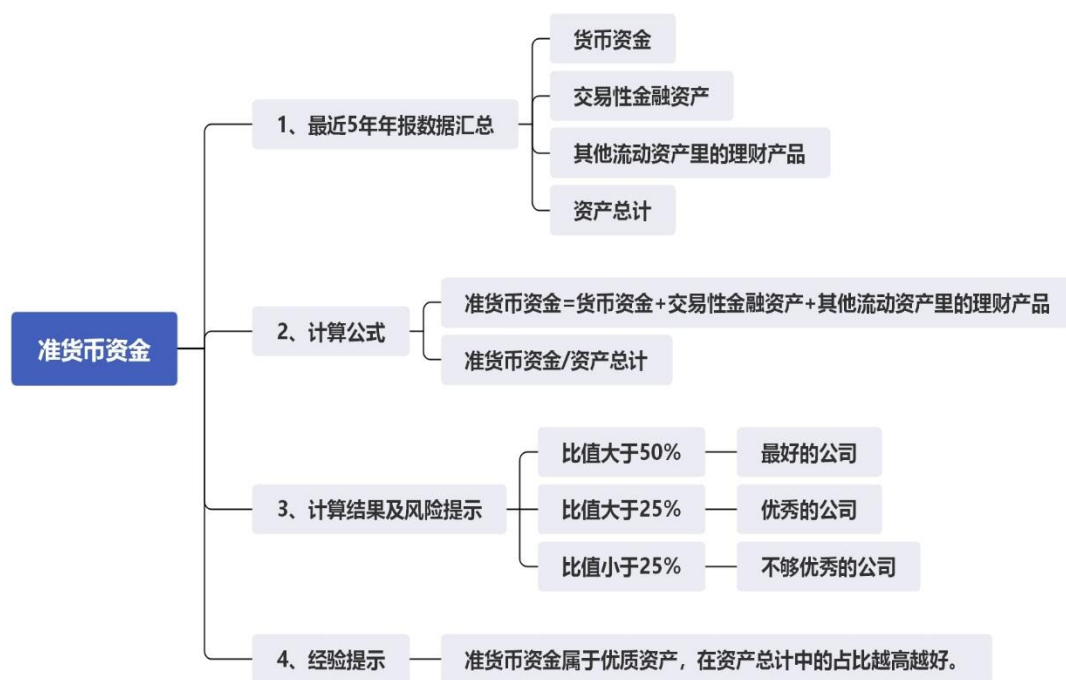 准货币资金
1、最近5年年报数据汇总
货币资金
交易性金融资产
其他流动资产里的理财产品
资产总计
2、计算公式
准货币资金=货币资金+交易性金融资产+其他流动资产里的理财产品
准货币资金/资产总计
3、计算结果及风险提示
比值大于50%
最好的公司
比值大于25%
优秀的公司
比值小于25%
不够优秀的公司
4、经验提示
准货币资金属于优质资产，在资产总计中的占比越高越好。